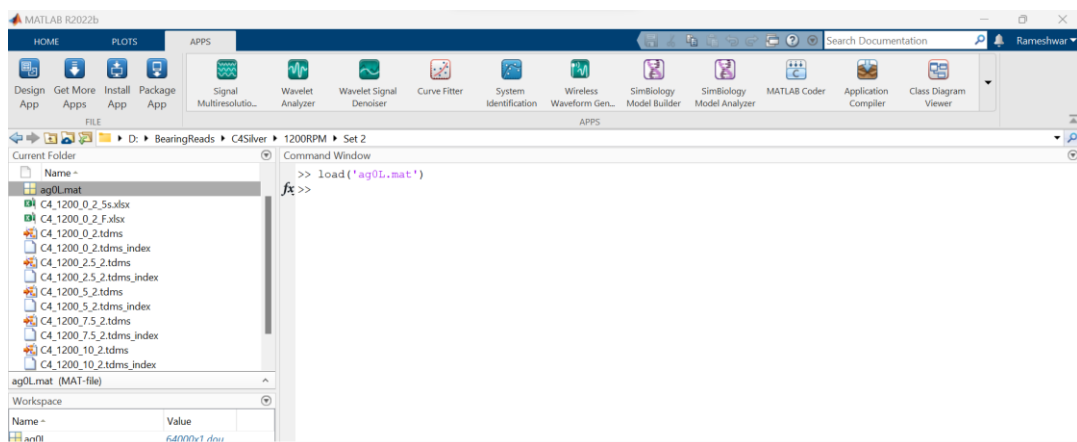 MATLAB R2022b
HOME PLOTS APPS Search Documentation Rameshwar
Design App
Get More Apps
Install App
Package App
Signal Multiresolutio...
Wavelet Analyzer
Wavelet Signal Denoiser
Curve Fitter
System Identification
Wireless Waveform Gen...
SimBiology Model Builder
SimBiology Model Analyzer
MATLAB Coder
Application Compiler
Class Diagram Viewer
FILE APPS
D: BearingReads C4Silver 1200RPM Set 2
Current Folder
Name
ag0L.mat
C4_1200_0_2_5s.xlsx
C4_1200_0_2_F.xlsx
C4_1200_0_2.tdms
C4_1200_0_2.tdms_index
C4_1200_2.5_2.tdms
C4_1200_2.5_2.tdms_index
C4_1200_5_2.tdms
C4_1200_5_2.tdms_index
C4_1200_7.5_2.tdms
C4_1200_7.5_2.tdms_index
C4_1200_10_2.tdms
C4_1200_10_2.tdms_index
ag0L.mat (MAT-file)
Workspace
Name Value
ag0L 64000x1 dou
Command Window
>> load('ag0L.mat')
fx >>